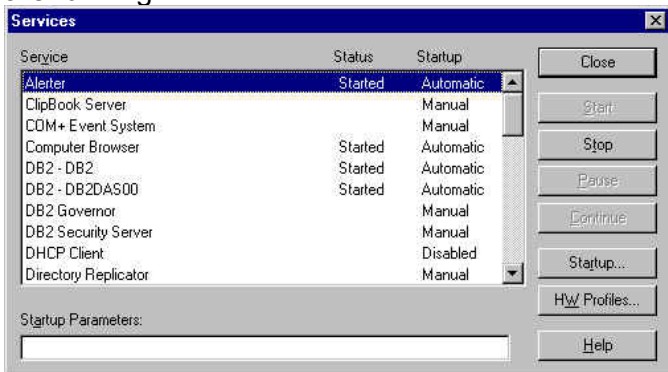 Services
Service Status Startup
Alerter Started Automatic
ClipBook Server Manual
COM+ Event System Manual
Computer Browser Started Automatic
DB2 - DB2 Started Automatic
DB2 - DB2DAS00 Started Automatic
DB2 Governor Manual
DB2 Security Server Manual
DHCP Client Disabled
Directory Replicator Manual
Close
Start
Stop
Pause
Continue
Startup...
HW Profiles...
Startup Parameters:
Help